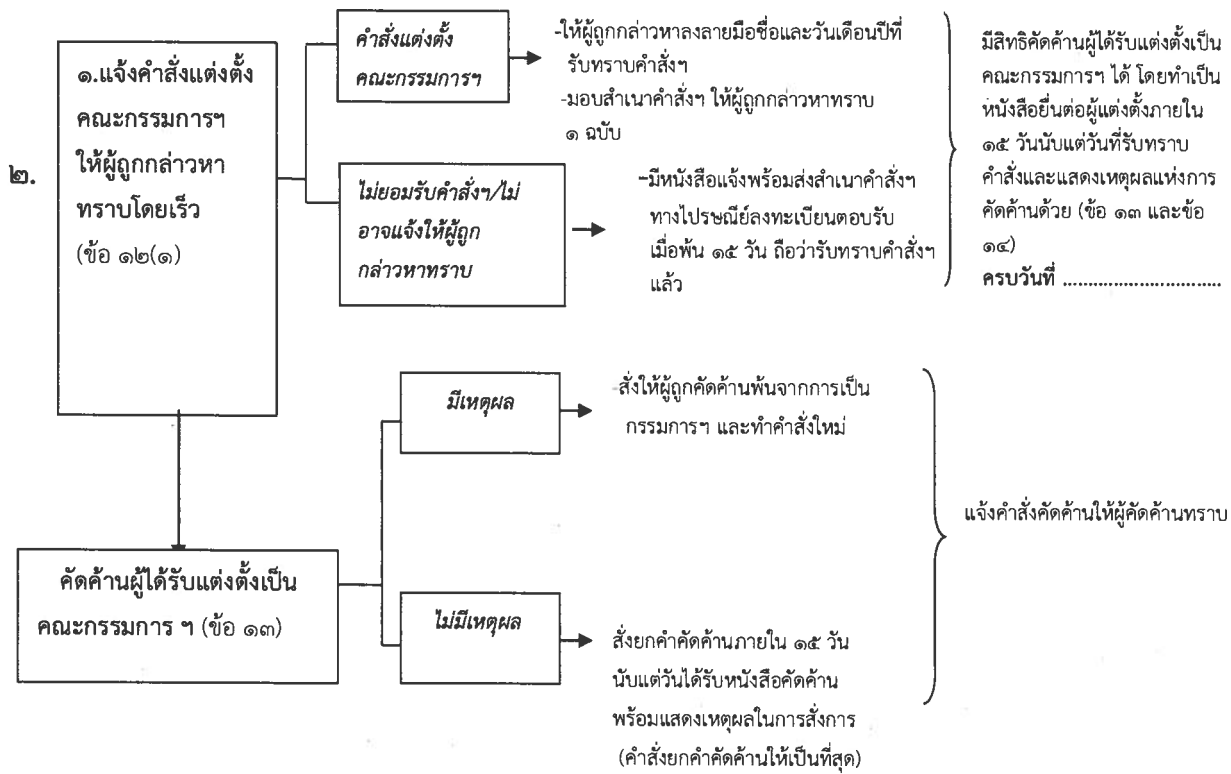 ๒.
๑.แจ้งคำสั่งแต่งตั้ง
คณะกรรมการฯ
ให้ผู้ถูกกล่าวหา
ทราบโดยเร็ว
(ข้อ ๑๒(๑)
คำสั่งแต่งตั้ง
คณะกรรมการฯ
-ให้ผู้ถูกกล่าวหาลงลายมือชื่อและวันเดือนปีที่
รับทราบคำสั่งฯ
-มอบสำเนาคำสั่งฯ ให้ผู้ถูกกล่าวหาทราบ
๑ ฉบับ
ไม่ยอมรับคำสั่งฯ/ไม่
อาจแจ้งให้ผู้ถูก
กล่าวหาทราบ
-มีหนังสือแจ้งพร้อมส่งสำเนาคำสั่งฯ
ทางไปรษณีย์ลงทะเบียนตอบรับ
เมื่อพ้น ๑๕ วัน ถือว่ารับทราบคำสั่งฯ
แล้ว
มีสิทธิคัดค้านผู้ได้รับแต่งตั้งเป็น
คณะกรรมการฯ ได้ โดยทำเป็น
หนังสือยื่นต่อผู้แต่งตั้งภายใน
๑๕ วันนับแต่วันที่รับทราบ
คำสั่งและแสดงเหตุผลแห่งการ
คัดค้านด้วย (ข้อ ๑๓ และข้อ
๑๔)
ครบวันที่ ..............................
คัดค้านผู้ได้รับแต่งตั้งเป็น
คณะกรรมการ ฯ (ข้อ ๑๓)
มีเหตุผล
-สั่งให้ผู้ถูกคัดค้านพ้นจากการเป็น
กรรมการฯ และทำคำสั่งใหม่
ไม่มีเหตุผล
สั่งยกคำคัดค้านภายใน ๑๕ วัน
นับแต่วันได้รับหนังสือคัดค้าน
พร้อมแสดงเหตุผลในการสั่งการ
(คำสั่งยกคำคัดค้านให้เป็นที่สุด)
แจ้งคำสั่งคัดค้านให้ผู้คัดค้านทราบ